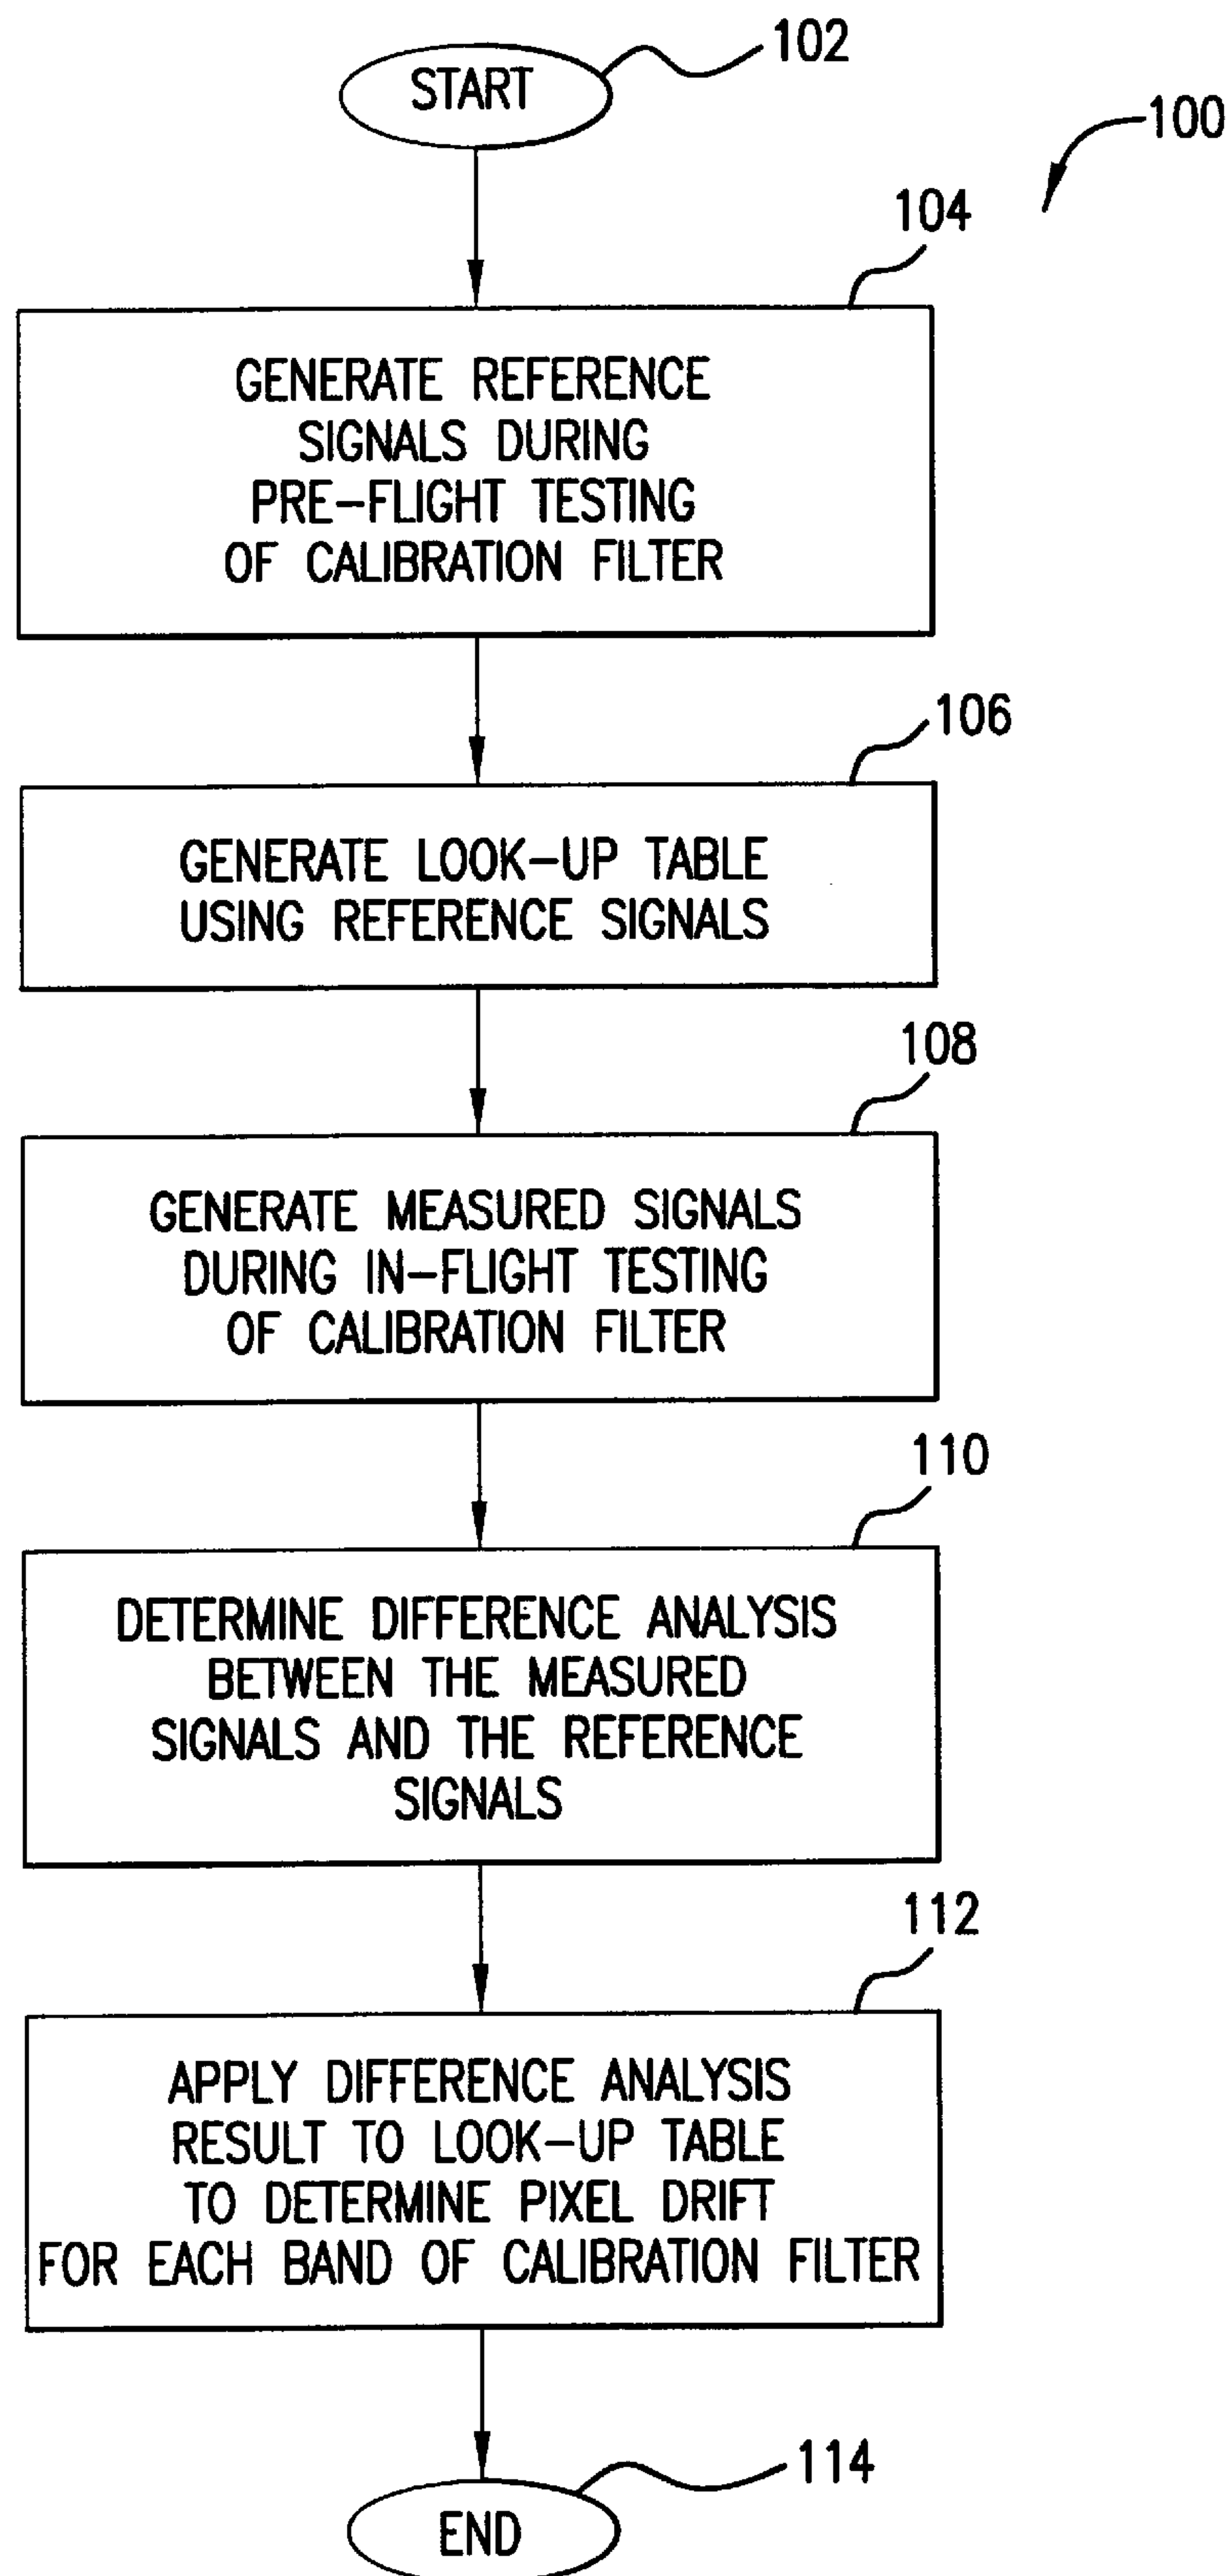 START
102
100
104
GENERATE REFERENCE
SIGNALS DURING
PRE-FLIGHT TESTING
OF CALIBRATION FILTER
106
GENERATE LOOK-UP TABLE
USING REFERENCE SIGNALS
108
GENERATE MEASURED SIGNALS
DURING IN-FLIGHT TESTING
OF CALIBRATION FILTER
110
DETERMINE DIFFERENCE ANALYSIS
BETWEEN THE MEASURED
SIGNALS AND THE REFERENCE
SIGNALS
112
APPLY DIFFERENCE ANALYSIS
RESULT TO LOOK-UP TABLE
TO DETERMINE PIXEL DRIFT
FOR EACH BAND OF CALIBRATION FILTER
114
END